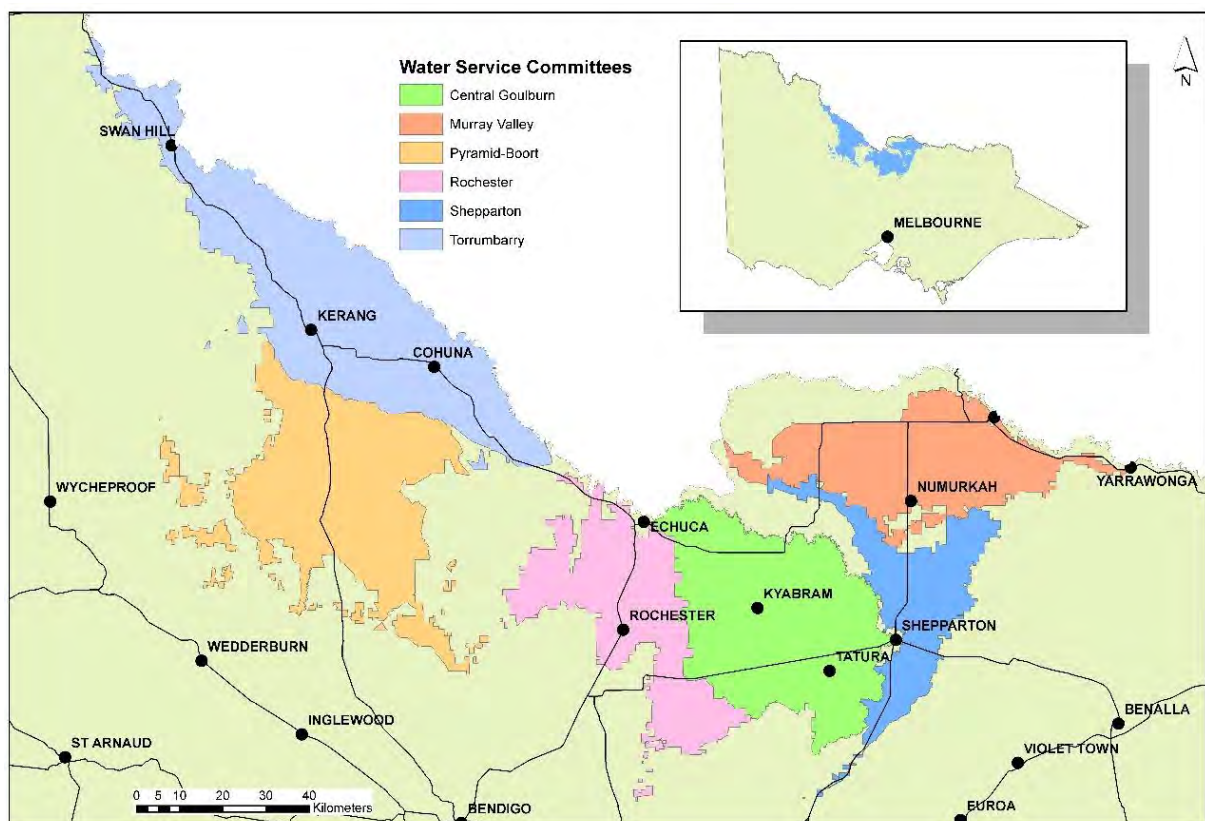 Water Service Committees
Central Goulburn
Murray Valley
Pyramid-Boort
Rochester
Shepparton
Torrumbarry
N
MELBOURNE
SWAN HILL
KERANG
COHUNA
WYCHEPROOF
NUMURKAH
YARRAWONGA
ECHUCA
KYABRAM
ROCHESTER
SHEPPARTON
TATURA
WEDDERBURN
INGLEWOOD
BENALLA
ST ARNAUD
VIOLET TOWN
BENDIGO
EUROA
0 5 10 20 30 40
Kilometers